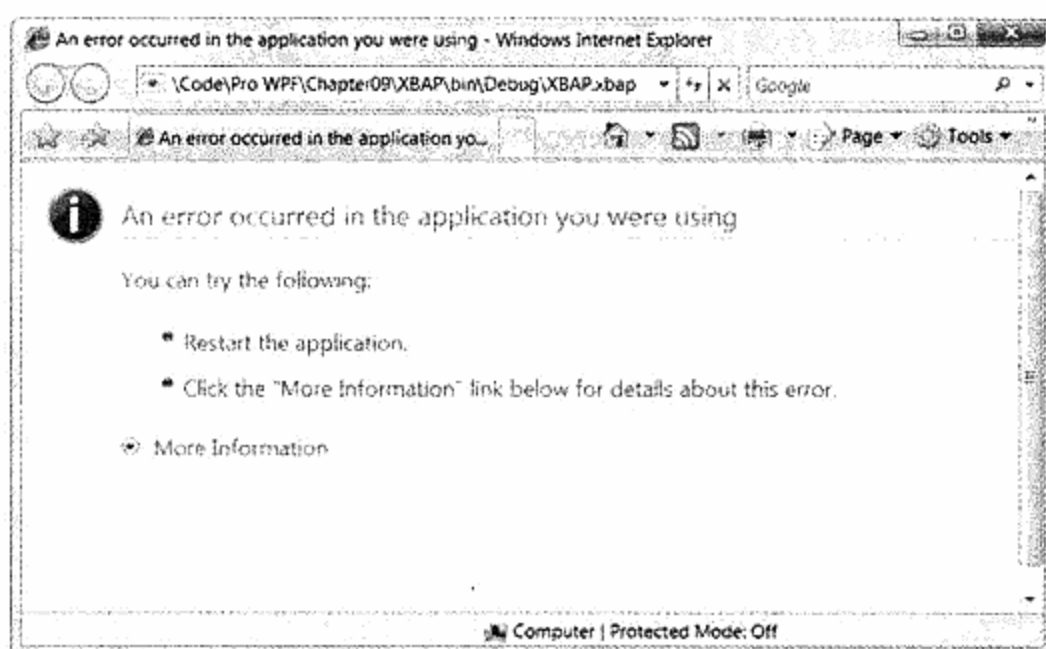 An error occurred in the application you were using - Windows Internet Explorer
\Code\Pro WPF\Chapter09\XBAP\bin\Debug\XBAP.xbap
Google
An error occurred in the application yo...
Page
Tools
An error occurred in the application you were using
You can try the following:
Restart the application.
Click the "More Information" link below for details about this error.
More Information
Computer | Protected Mode: Off